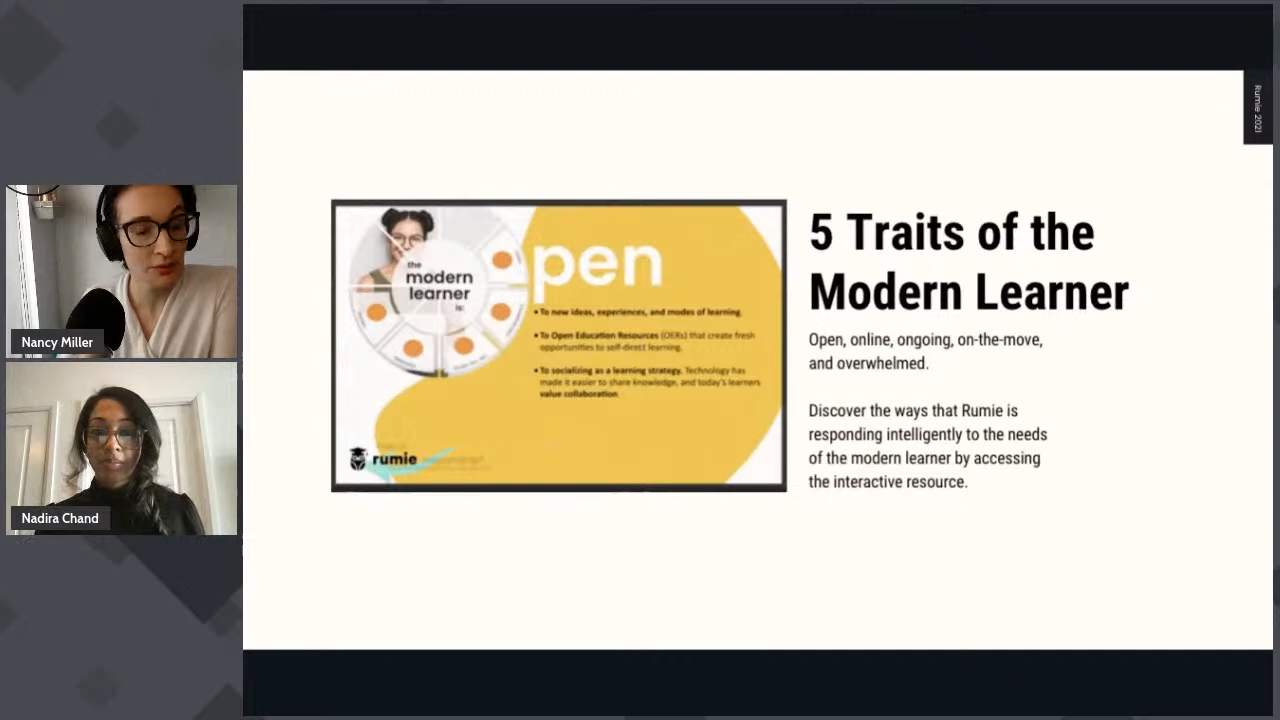 Rumie 2021
Nancy Miller
Nadira Chand
the
modern
learner
is:
pen
• To new ideas, experiences, and modes of learning.
• To Open Education Resources (OERs) that create fresh
opportunities to self-direct learning.
• To socializing as a learning strategy. Technology has
made it easier to share knowledge, and today's learners
value collaboration.
rumie
5 Traits of the
Modern Learner
Open, online, ongoing, on-the-move,
and overwhelmed.
Discover the ways that Rumie is
responding intelligently to the needs
of the modern learner by accessing
the interactive resource.